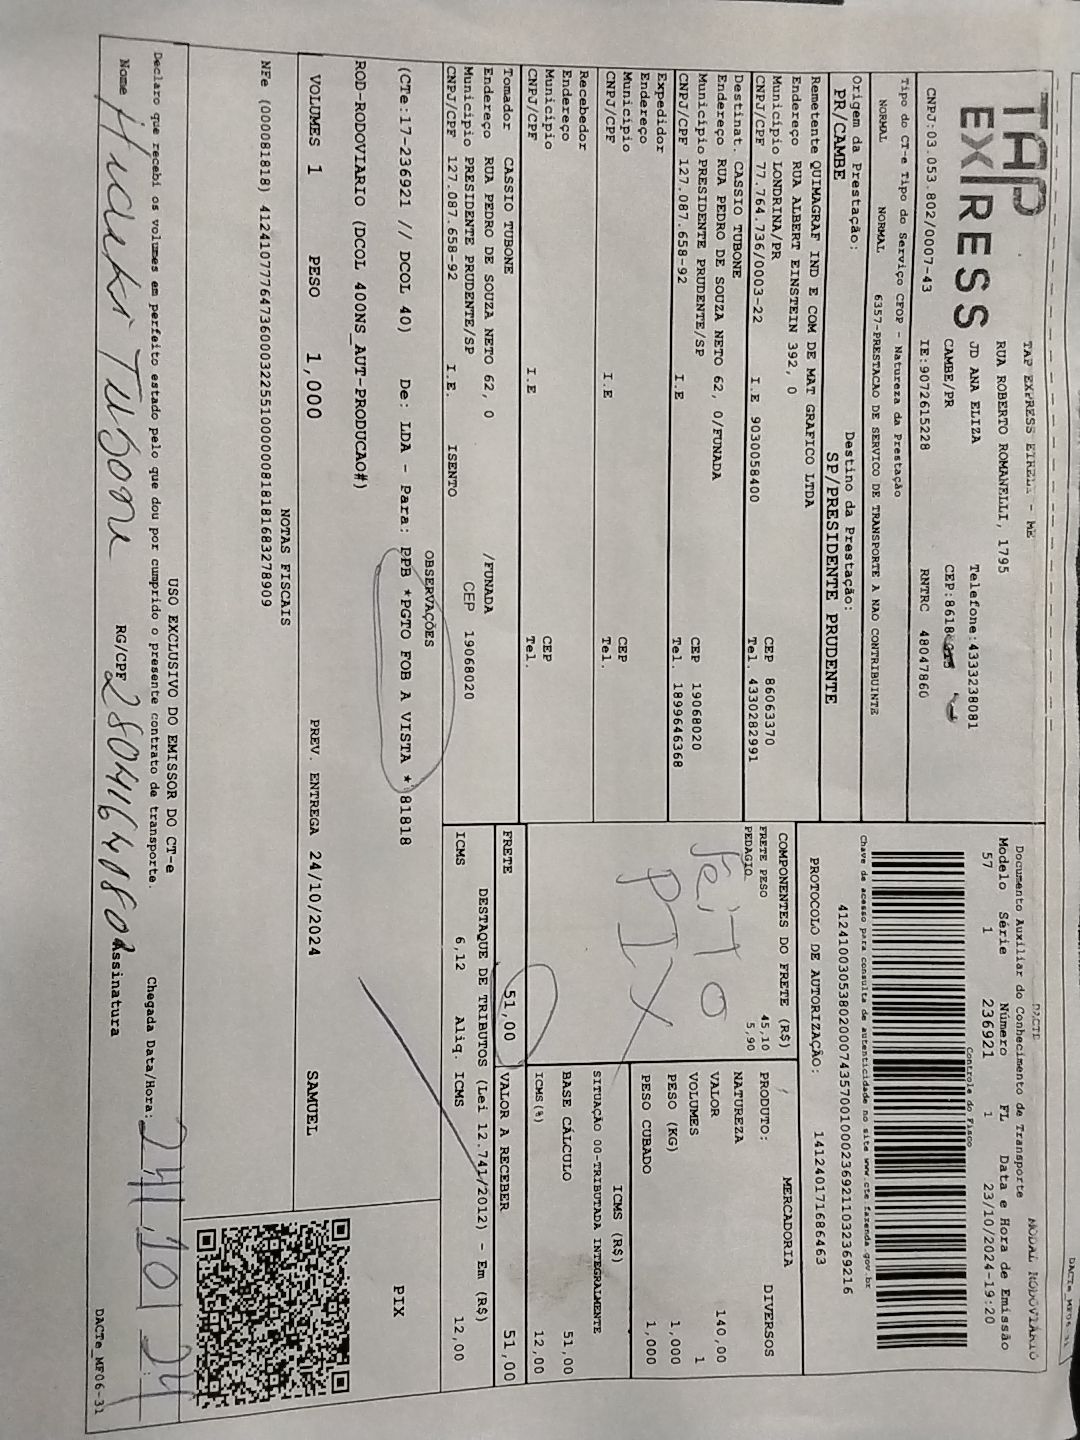 TAP
EXPRESS
TAP EXPRESS EIRELI - ME
RUA ROBERTO ROMANELLI, 1795
Telefone:4333238081
JD ANA ELIZA
CAMBE/PR
CEP:8618
CNPJ:03.053.802/0007-43 IE:9072615228 RNTRC 48047860
Tipo do CT-e Tipo do Serviço CFOP - Natureza da Prestação
NORMAL NORMAL 6357-PRESTACAO DE SERVICO DE TRANSPORTE A NAO CONTRIBUINTE
Origem da Prestação: Destino da Prestação:
PR/CAMBE SP/PRESIDENTE PRUDENTE
DACTE MODAL RODOVIÁRIO
Documento Auxiliar do Conhecimento de Transporte
Modelo Série Número FL Data e Hora de Emissão
57 1 236921 1 23/10/2024-19:20
Controle do Fisco
Chave de acesso para consulta de autenticidade no site www.cte.fazenda.gov.br
41241003053802000743570010002369211032369216
PROTOCOLO DE AUTORIZAÇÃO: 141240171686463
Remetente QUIMAGRAF IND E COM DE MAT GRAFICO LTDA
Endereço RUA ALBERT EINSTEIN 392, 0
Município LONDRINA/PR CEP 86063370
CNPJ/CPF 77.764.736/0003-22 I.E 9030058400 Tel. 4330282991
Destinat. CASSIO TUBONE
Endereço RUA PEDRO DE SOUZA NETO 62, 0/FUNADA
Município PRESIDENTE PRUDENTE/SP CEP 19068020
CNPJ/CPF 127.087.658-92 I.E Tel. 1899646368
Expedidor
Endereço
Município CEP
CNPJ/CPF I.E Tel.
Recebedor
Endereço
Município CEP
CNPJ/CPF I.E Tel.
Tomador CASSIO TUBONE
Endereço RUA PEDRO DE SOUZA NETO 62, 0 /FUNADA
Município PRESIDENTE PRUDENTE/SP CEP 19068020
CNPJ/CPF 127.087.658-92 I.E. ISENTO
COMPONENTES DO FRETE (R$)
FRETE PESO 45,10
PEDAGIO 5,90
FEITO
PIX
FRETE 51,00
MERCADORIA
PRODUTO: DIVERSOS
NATUREZA
VALOR 140,00
VOLUMES 1
PESO (KG) 1,000
PESO CUBADO 1,000
ICMS (R$)
SITUAÇÃO 00-TRIBUTADA INTEGRALMENTE
BASE CÁLCULO 51,00
ICMS(%) 12,00
VALOR A RECEBER 51,00
DESTAQUE DE TRIBUTOS (Lei 12.741/2012) - Em (R$)
ICMS 6,12 Aliq. ICMS 12,00
OBSERVAÇÕES
(CTe:17-236921 // DCOL 40) De: LDA - Para: PPB *PGTO FOB A VISTA * 81818
ROD-RODOVIARIO (DCOL 400NS_AUT-PRODUCAO#)
PIX
VOLUMES 1 PESO 1,000 PREV. ENTREGA 24/10/2024 SAMUEL
NOTAS FISCAIS
NFe (000081818) 41241077764736000322551000000818181683278909
USO EXCLUSIVO DO EMISSOR DO CT-e
Declaro que recebi os volumes em perfeito estado pelo que dou por cumprido o presente contrato de transporte. Chegada Data/Hora: 24 10 24
Nome Hideki Tubone RG/CPF 28041640802 Assinatura
DACTe_MF06-31